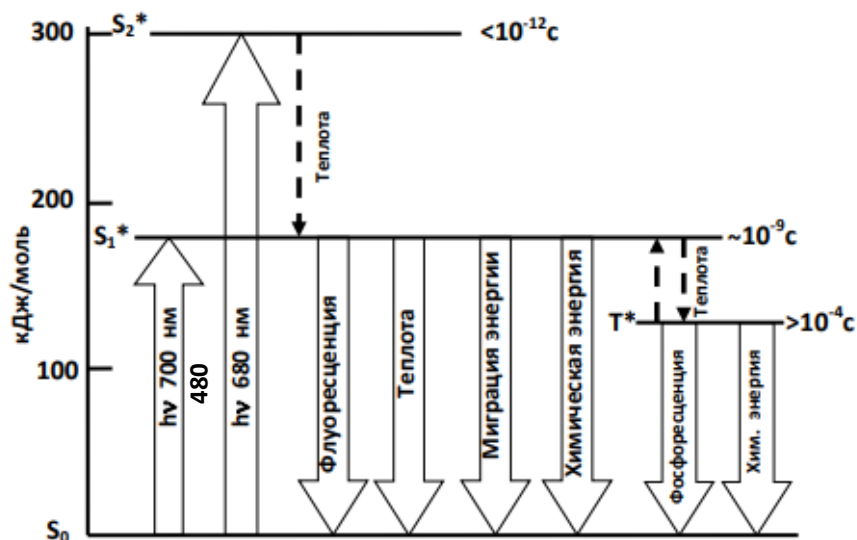 300
S₂*
<10⁻¹²с
Теплота
200
кДж/моль
S₁*
~10⁻⁹с
hν 700 нм
480
hν 680 нм
Флуоресценция
Теплота
Миграция энергии
Химическая энергия
Теплота
T*
>10⁻⁴с
100
Фосфоресценция
Хим. энергия
S₀